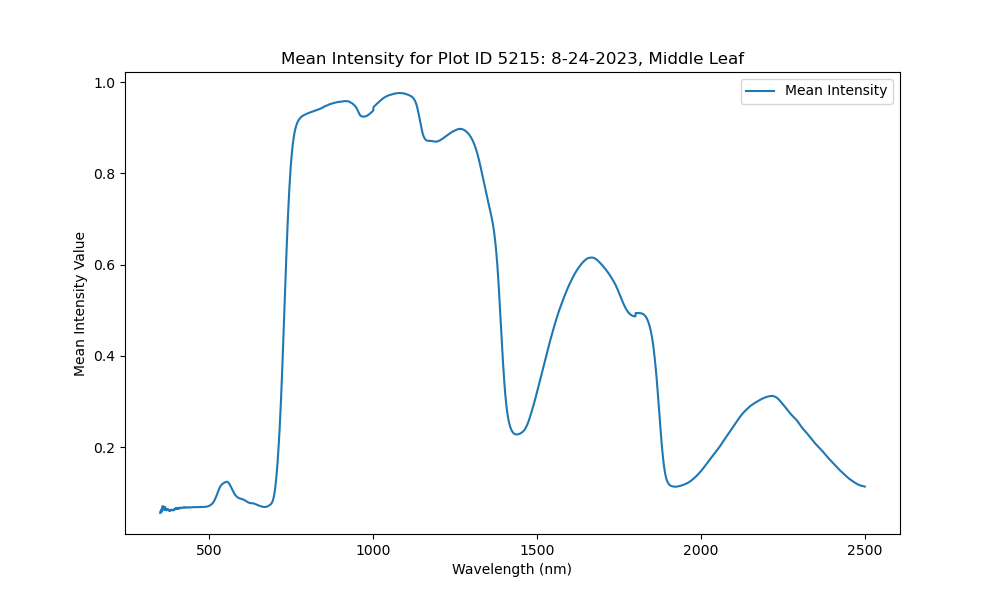 Mean Intensity for Plot ID 5215: 8-24-2023, Middle Leaf
Mean Intensity
Mean Intensity Value
1.0
0.8
0.6
0.4
0.2
500
1000
1500
2000
2500
Wavelength (nm)